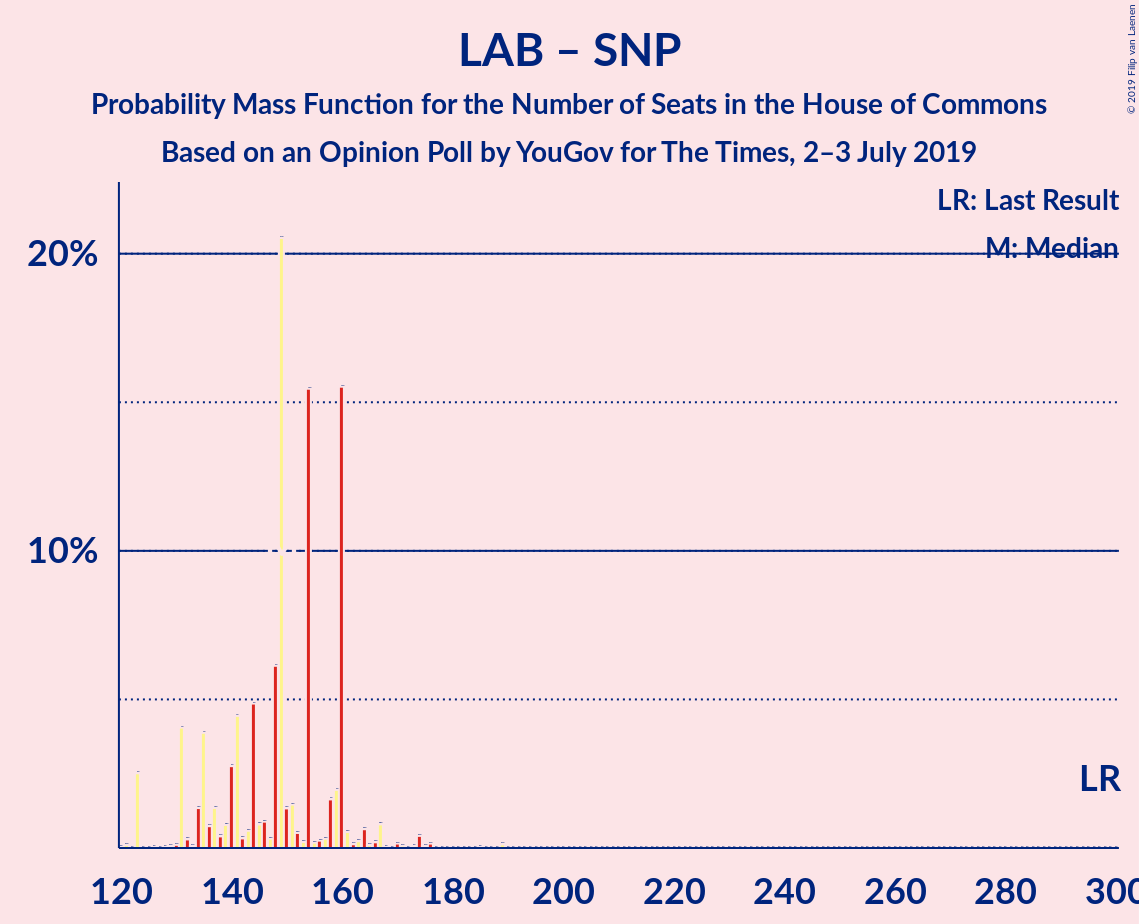 LAB – SNP
Probability Mass Function for the Number of Seats in the House of Commons
Based on an Opinion Poll by YouGov for The Times, 2–3 July 2019
© 2019 Filip van Laenen
LR: Last Result
M: Median
20%
10%
LR
120 140 160 180 200 220 240 260 280 300